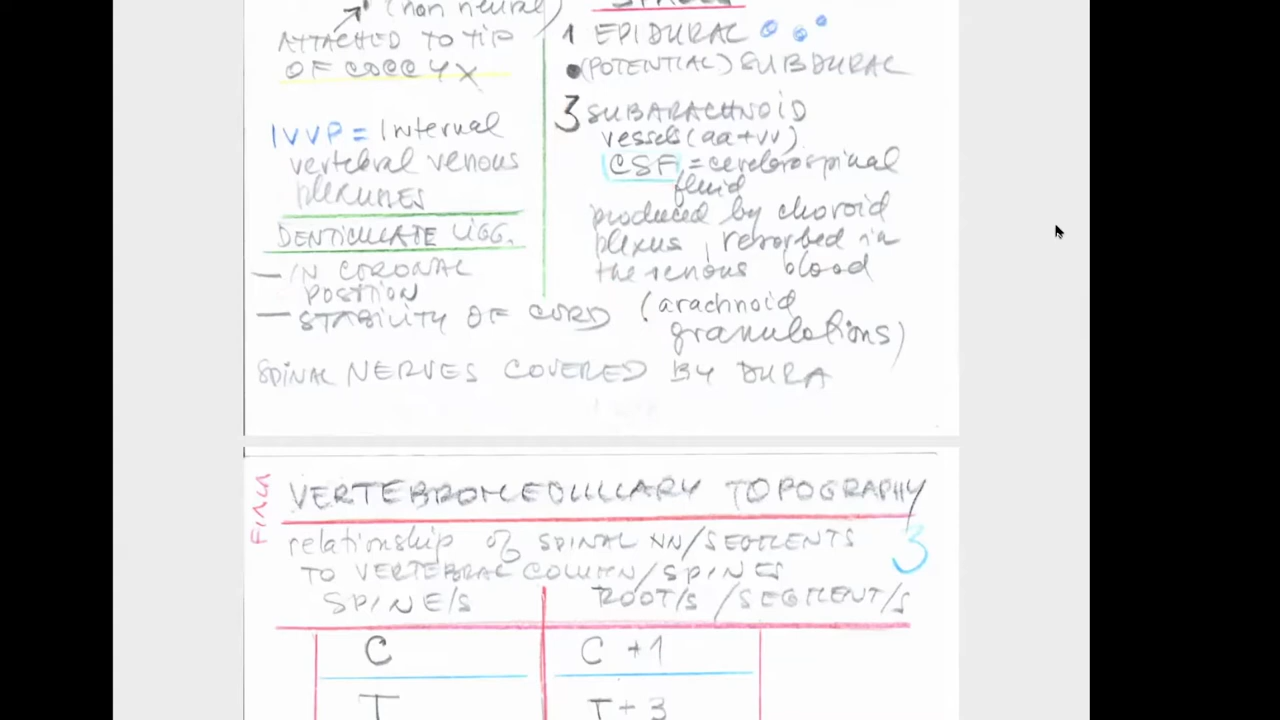 (non neural)
ATTACHED TO TIP
OF COCCYX
IVVP = Internal
vertebral venous
plexuses
DENTICULATE LIGG.
— IN CORONAL
POSITION
— STABILITY OF CORD
SPACES
1 EPIDURAL
(POTENTIAL) SUBDURAL
3 SUBARACHNOID
vessels (aa+vv)
CSF = cerebrospinal
fluid
produced by choroid
plexus, resorbed in
the venous blood
(arachnoid
granulations)
SPINAL NERVES COVERED BY DURA
VERTEBROMEDULLARY TOPOGRAPHY
relationship of SPINAL NN/SEGMENTS 3
TO VERTEBRAL COLUMN/SPINES
SPINE/S ROOT/S /SEGMENT/S
C C +1
T T+3